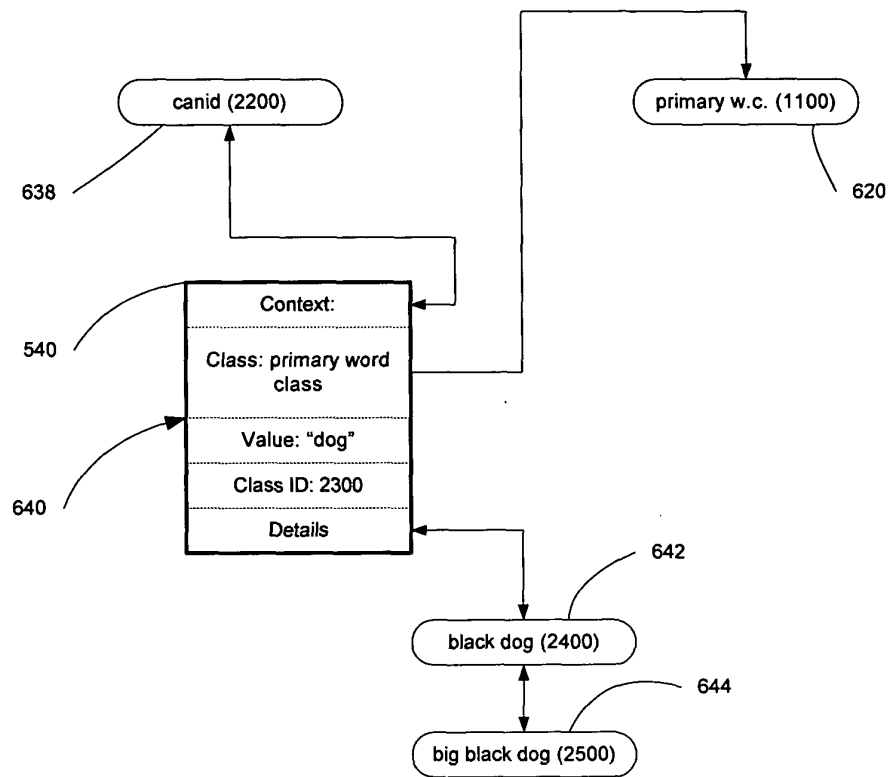 canid (2200)
primary w.c. (1100)
638
620
Context:
540
Class: primary word
class
Value: "dog"
Class ID: 2300
640
Details
642
black dog (2400)
644
big black dog (2500)